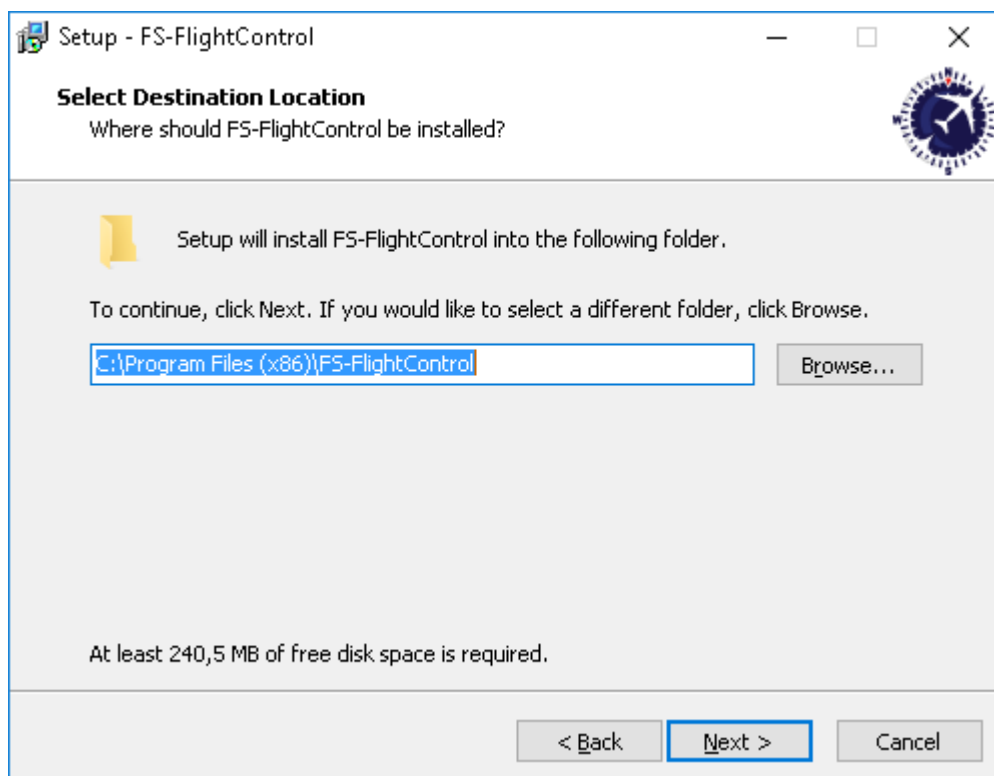 Setup - FS-FlightControl
Select Destination Location
Where should FS-FlightControl be installed?
Setup will install FS-FlightControl into the following folder.
To continue, click Next. If you would like to select a different folder, click Browse.
C:\Program Files (x86)\FS-FlightControl
Browse...
At least 240,5 MB of free disk space is required.
< Back
Next >
Cancel